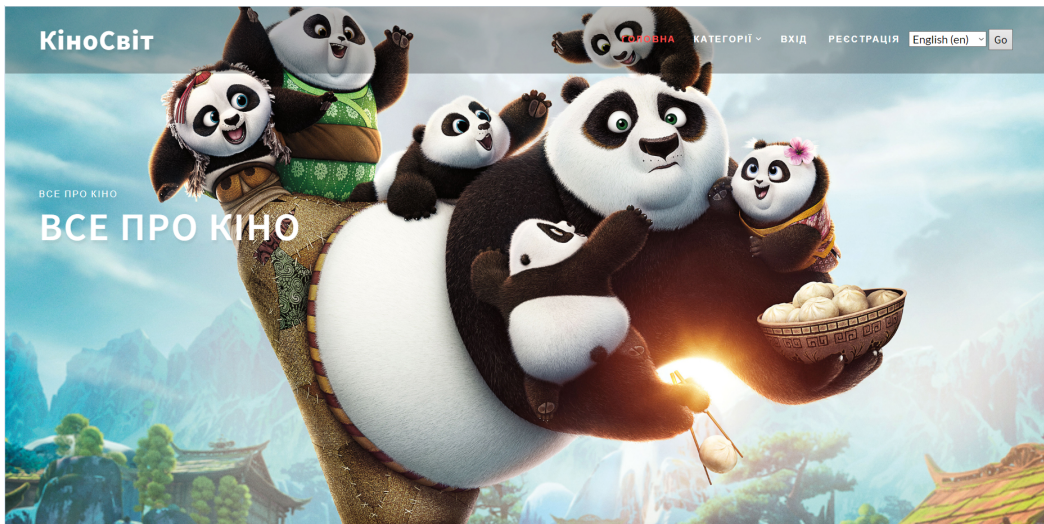 КіноСвіт
ГОЛОВНА КАТЕГОРІЇ ВХІД РЕЄСТРАЦІЯ English (en) Go
ВСЕ ПРО КІНО
ВСЕ ПРО КІНО